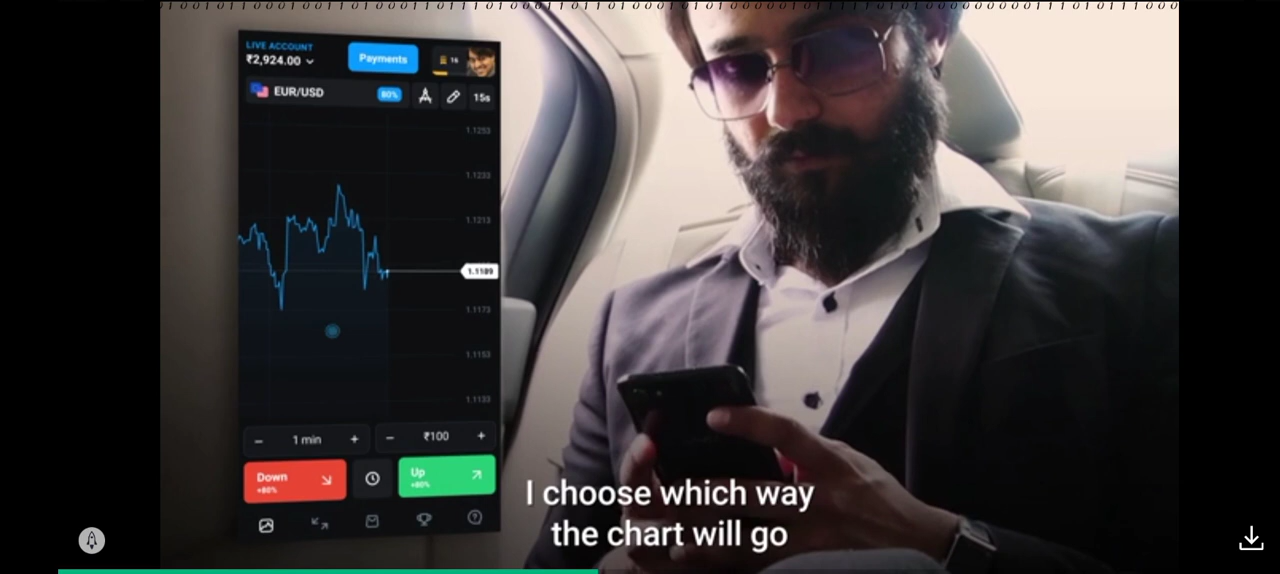 LIVE ACCOUNT
₹2,924.00
Payments
16
EUR/USD
80%
15s
1.1253
1.1233
1.1213
1.1189
1.1173
1.1153
1.1133
1 min
₹100
Down
+80%
Up
+80%
I choose which way
the chart will go